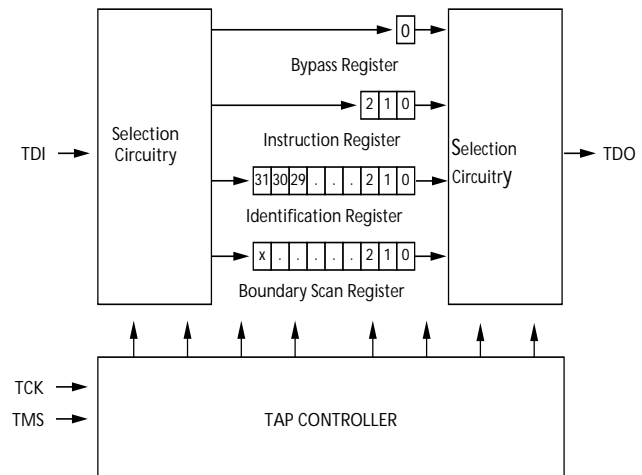 0
Bypass Register
2 1 0
Selection
Circuitry
Instruction Register
Selection
Circuitry
TDI
TDO
31 30 29 . . . 2 1 0
Identification Register
x . . . . . 2 1 0
Boundary Scan Register
TCK
TMS
TAP CONTROLLER